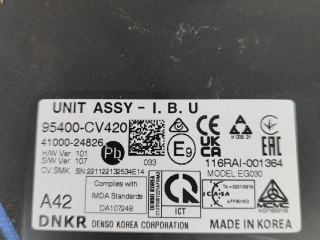 UNIT ASSY - I. B. U
95400-CV420
41000-24826
H/W Ver. 101
S/W Ver. 107
CV SMK SN:221122132534E14
Pb
033
CE
UK
CA
E9
116RAI-001364
MODEL EG030
A42
Complies with
IMDA Standards
DA107248
ICT
ICASA
MCMC
DNKR DENSO KOREA CORPORATION
MADE IN KOREA